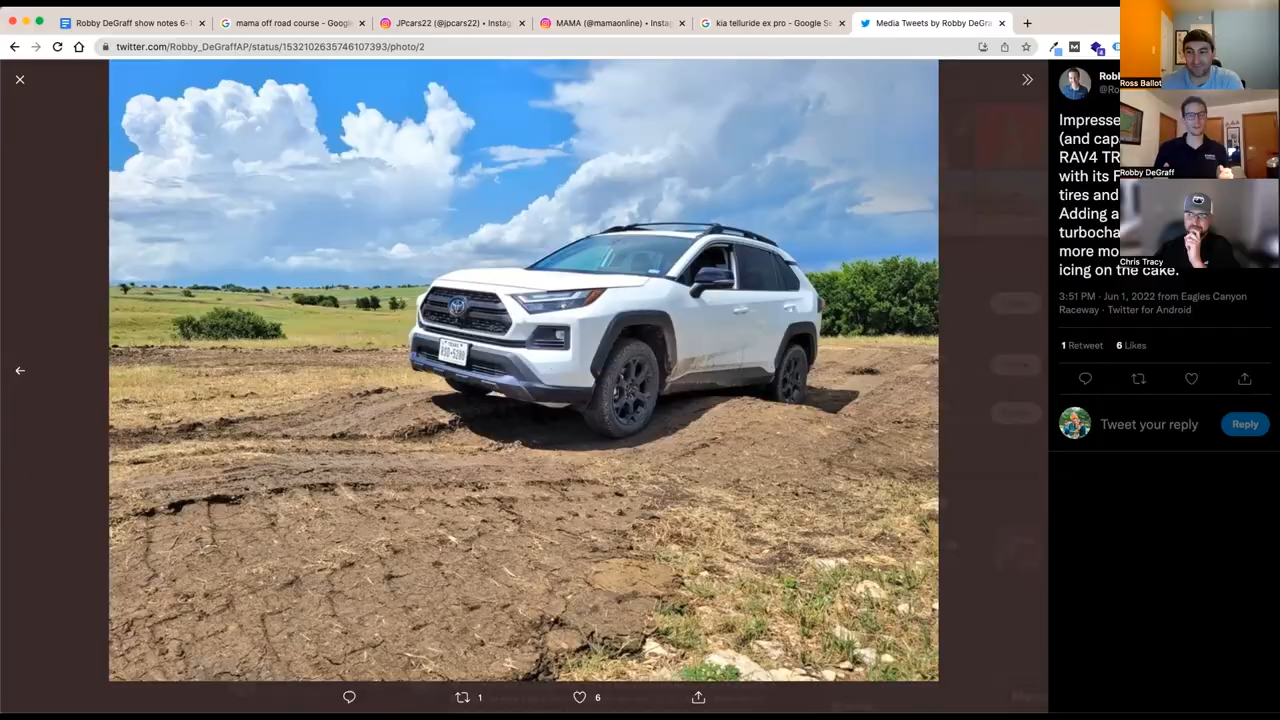 Robby DeGraff show notes 6-1
mama off road course - Google
JPcars22 (@jpcars22) • Instag
MAMA (@mamaonline) • Instag
kia telluride ex pro - Google Se
Media Tweets by Robby DeGra
twitter.com/Robby_DeGraffAP/status/1532102635746107393/photo/2
Ross Ballot
Robby DeGraff
Chris Tracy
Robb
@Ro
Impresse
(and cap
RAV4 TR
with its F
tires and
Adding a
turbocha
more mo
icing on the cake.
3:51 PM · Jun 1, 2022 from Eagles Canyon
Raceway · Twitter for Android
1 Retweet 6 Likes
Tweet your reply
Reply
TEXAS
1
6